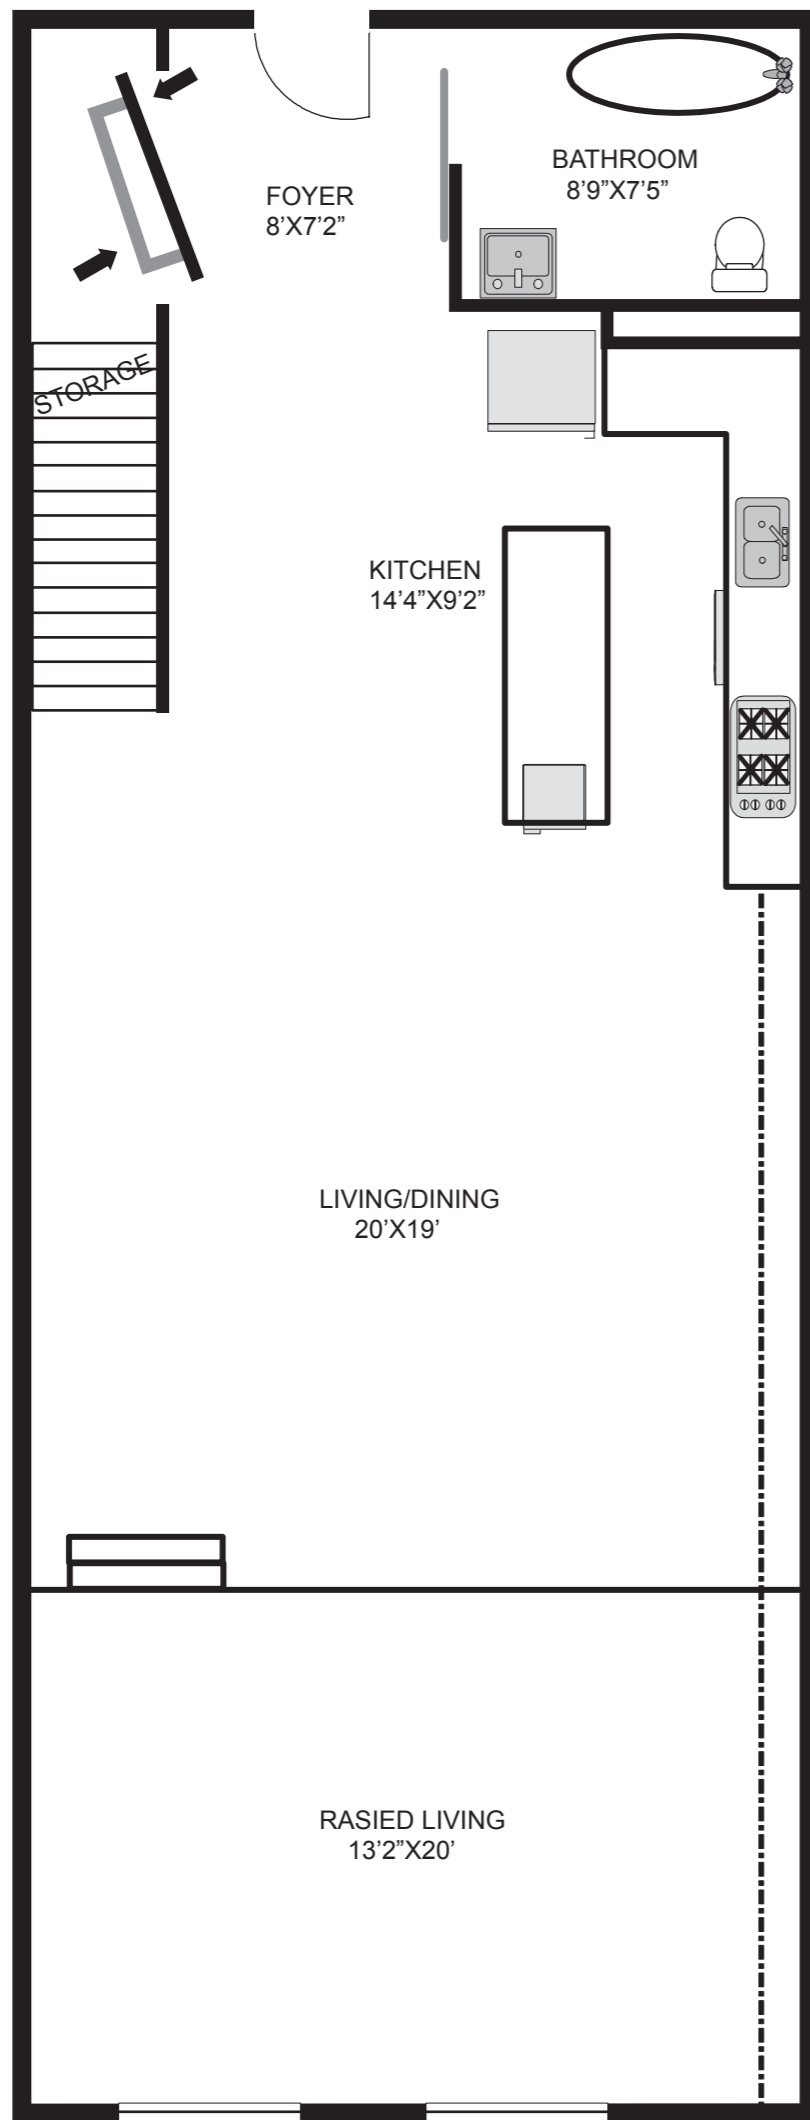 BATHROOM
8’9”X7’5”
FOYER
8’X7’2”
STORAGE
KITCHEN
14’4”X9’2”
LIVING/DINING
20’X19’
RASIED LIVING
13’2”X20’